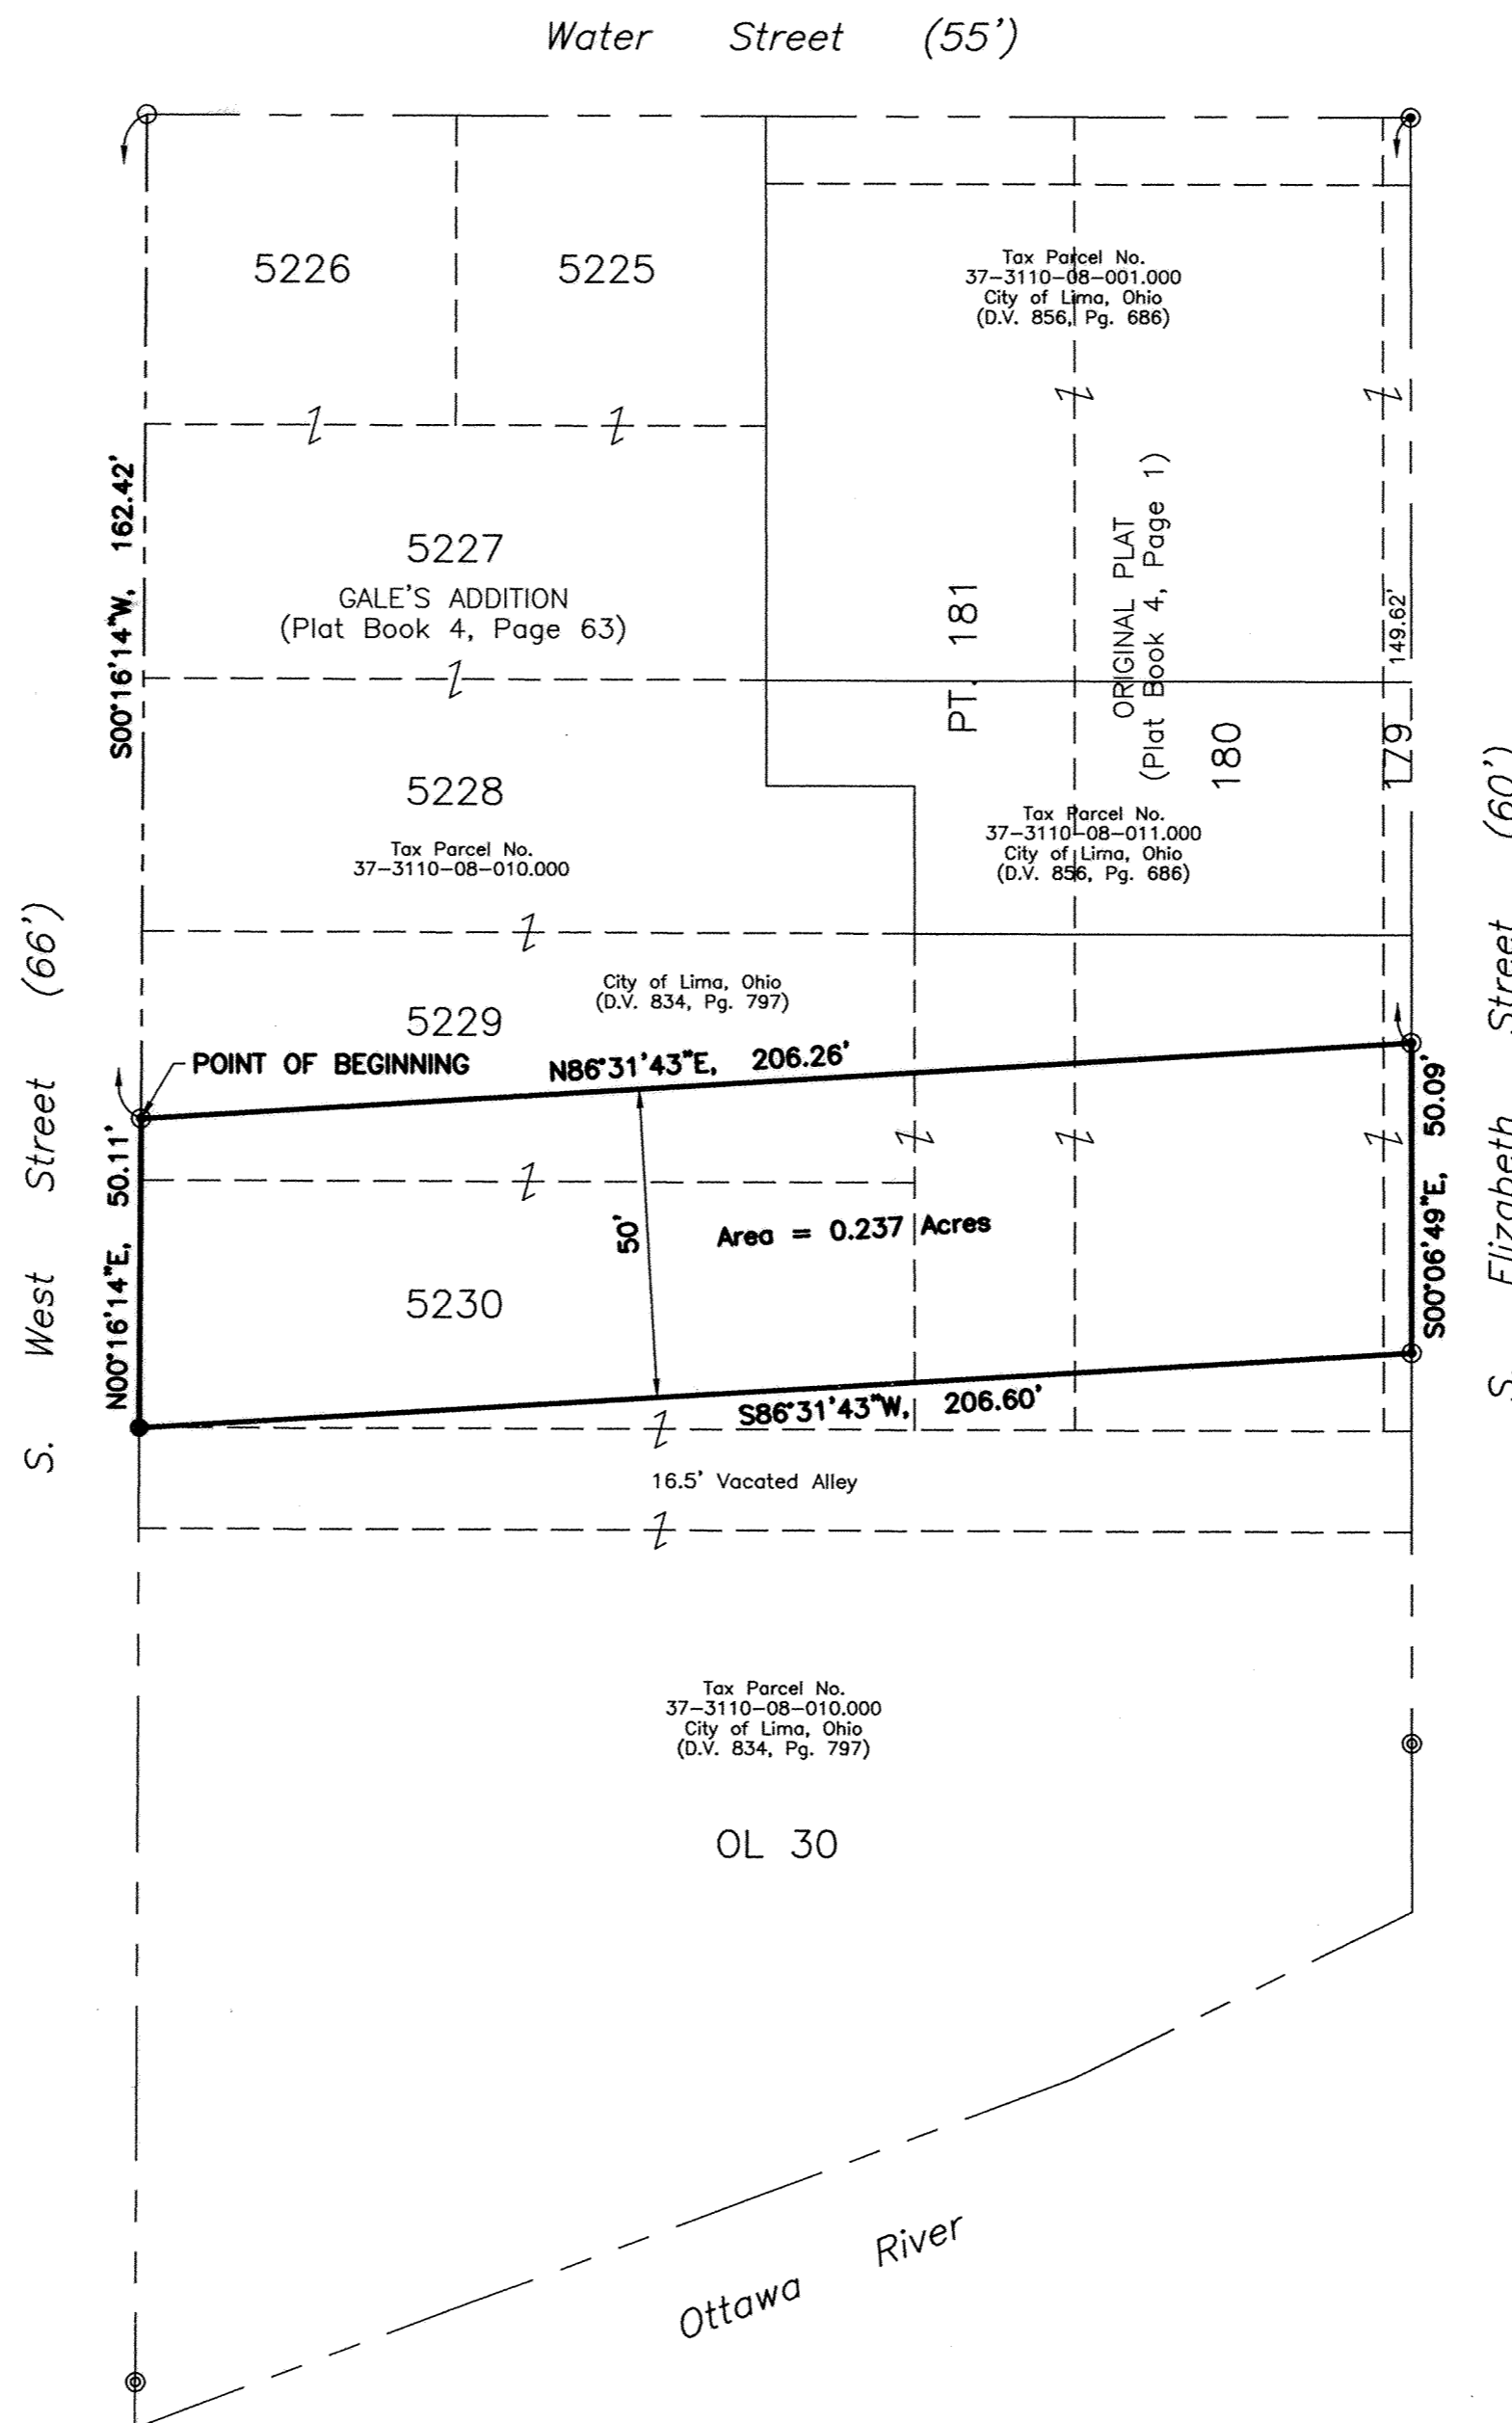 Water Street (55')
5226
5225
Tax Parcel No.
37-3110-08-001.000
City of Lima, Ohio
(D.V. 856, Pg. 686)
S00°16'14"W, 162.42'
5227
GALE'S ADDITION
(Plat Book 4, Page 63)
PT. 181
ORIGINAL PLAT
(Plat Book 4, Page 1)
149.62'
180
179
5228
Tax Parcel No.
37-3110-08-010.000
Tax Parcel No.
37-3110-08-011.000
City of Lima, Ohio
(D.V. 856, Pg. 686)
S. West Street (66')
S. Elizabeth Street (60')
City of Lima, Ohio
(D.V. 834, Pg. 797)
5229
POINT OF BEGINNING
N86°31'43"E, 206.26'
N00°16'14"E, 50.11'
50'
Area = 0.237 Acres
S00°06'49"E, 50.09'
5230
S86°31'43"W, 206.60'
16.5' Vacated Alley
Tax Parcel No.
37-3110-08-010.000
City of Lima, Ohio
(D.V. 834, Pg. 797)
OL 30
Ottawa River